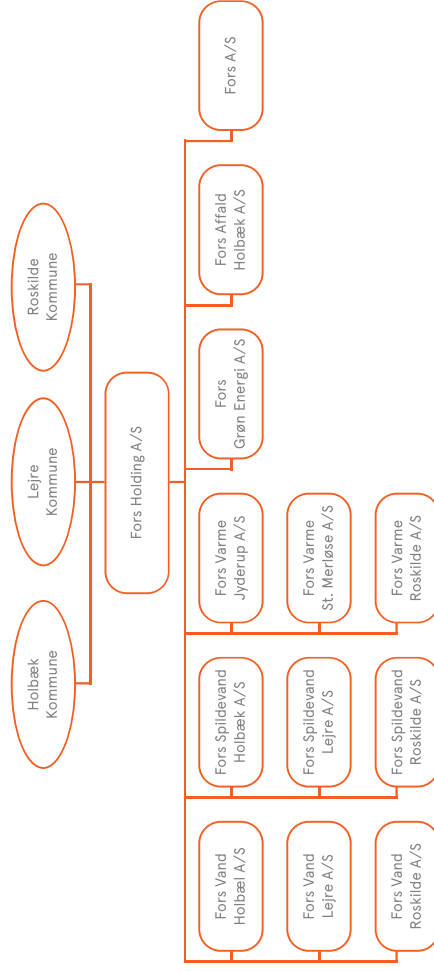 Holbæk
Kommune
Lejre
Kommune
Roskilde
Kommune
Fors Holding A/S
Fors Vand
Holbæl A/S
Fors Spildevand
Holbæk A/S
Fors Varme
Jyderup A/S
Fors
Grøn Energi A/S
Fors Affald
Holbæk A/S
Fors A/S
Fors Vand
Lejre A/S
Fors Spildevand
Lejre A/S
Fors Varme
St. Merløse A/S
Fors Vand
Roskilde A/S
Fors Spildevand
Roskilde A/S
Fors Varme
Roskilde A/S